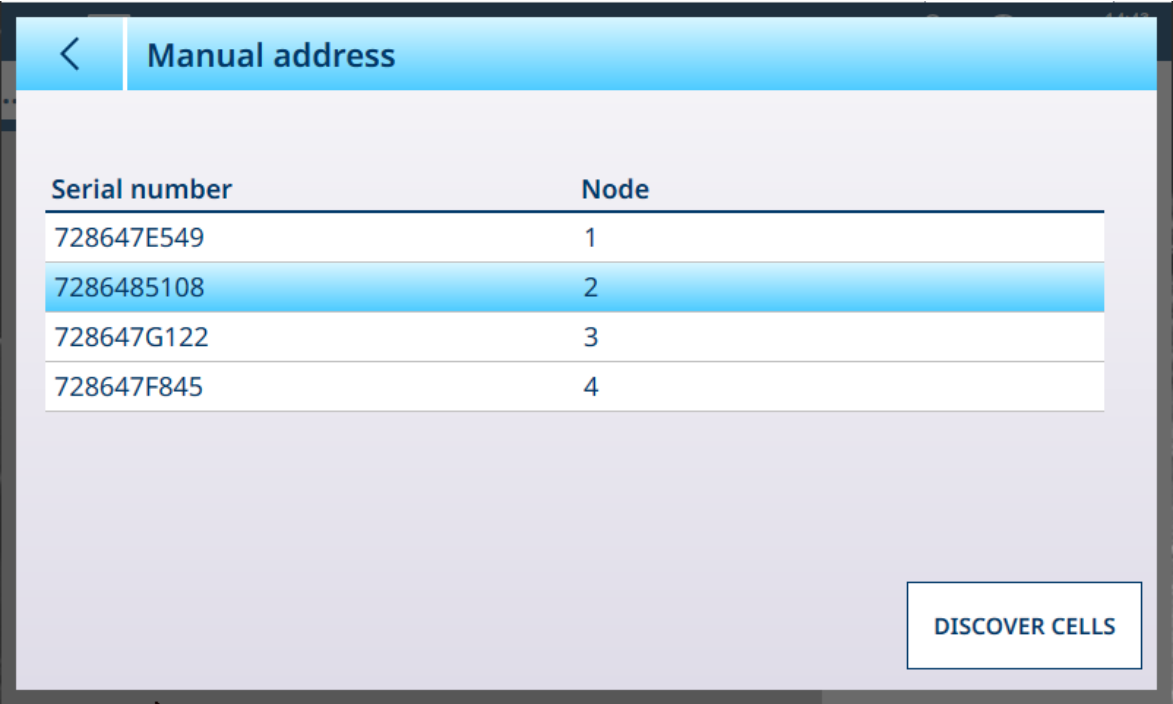 Manual address
Serial number Node
728647E549 1
7286485108 2
728647G122 3
728647F845 4
DISCOVER CELLS